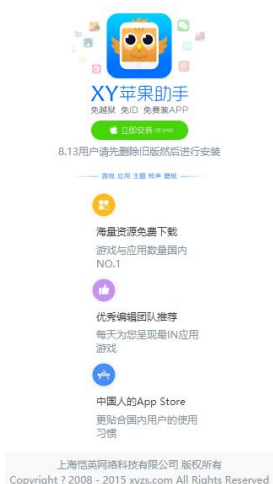 XY苹果助手
免越狱 免ID 免费装APP
立即安装
8.13用户请先删除旧版然后进行安装
游戏 应用 主题 铃声 壁纸
海量资源免费下载
游戏与应用数量国内
NO.1
优秀编辑团队推荐
每天为您呈现最IN应用
游戏
中国人的App Store
更贴合国内用户的使用
习惯
上海恺英网络科技有限公司 版权所有
Copyright ? 2008 - 2015 xyzs.com All Rights Reserved